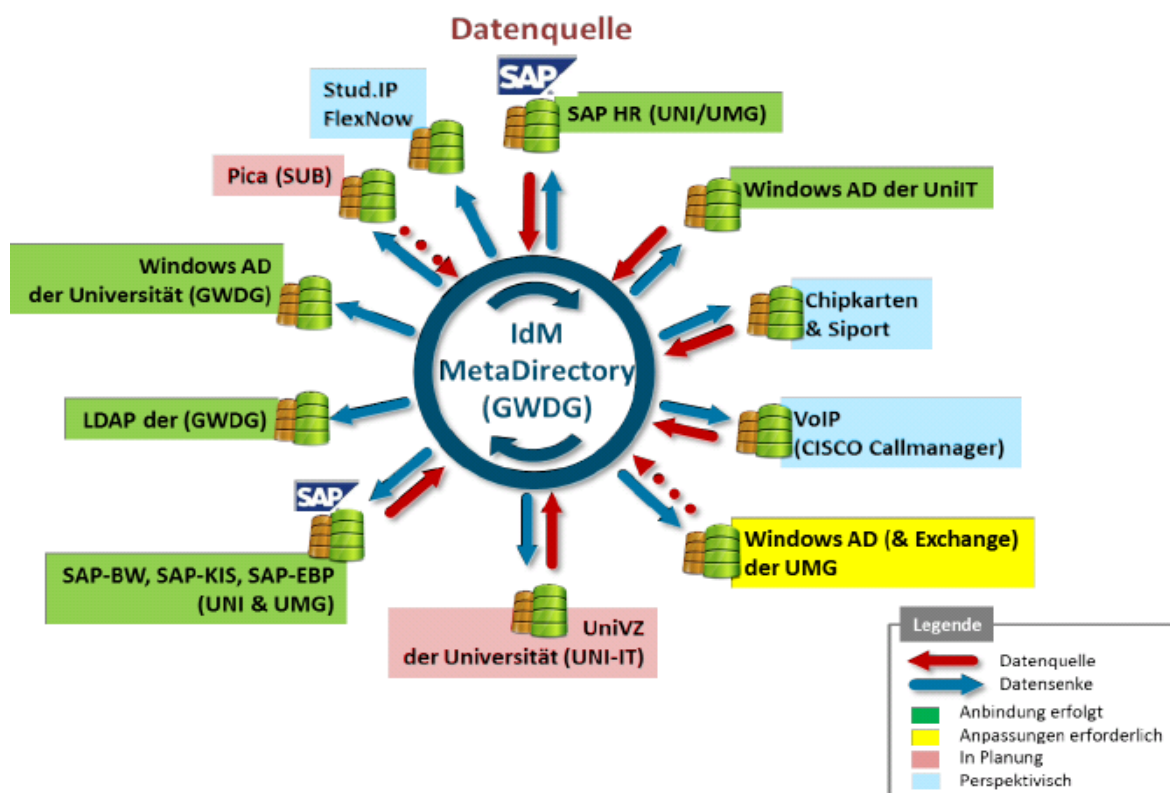 Datenquelle
SAP
SAP HR (UNI/UMG)
Stud.IP
FlexNow
Pica (SUB)
Windows AD der UniIT
Windows AD
der Universität (GWDG)
Chipkarten
& Siport
IdM
MetaDirectory
(GWDG)
LDAP der (GWDG)
VoIP
(CISCO Callmanager)
SAP
SAP-BW, SAP-KIS, SAP-EBP
(UNI & UMG)
Windows AD (& Exchange)
der UMG
UniVZ
der Universität (UNI-IT)
Legende
Datenquelle
Datensenke
Anbindung erfolgt
Anpassungen erforderlich
In Planung
Perspektivisch